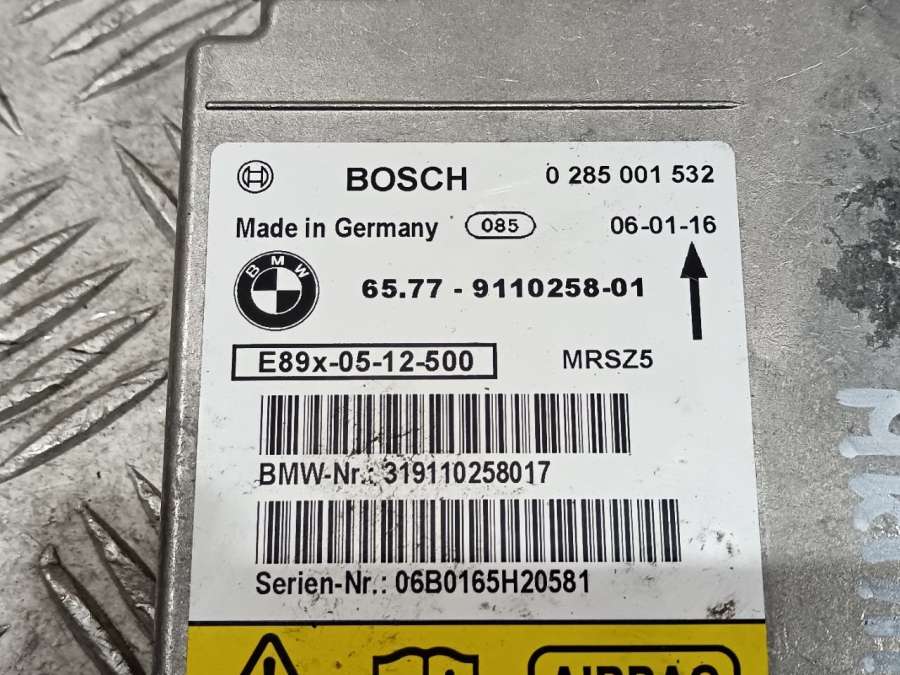 BOSCH 0 285 001 532
Made in Germany 085 06-01-16
BMW 65.77 - 9110258-01
E89x-05-12-500 MRSZ5
BMW-Nr.: 319110258017
Serien-Nr.: 06B0165H20581
AIRBAG